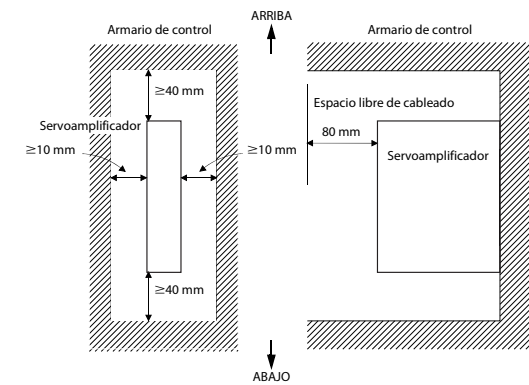 ARRIBA
Armario de control
Armario de control
≥40 mm
Espacio libre de cableado
Servoamplificador
80 mm
≥10 mm
≥10 mm
Servoamplificador
≥40 mm
ABAJO